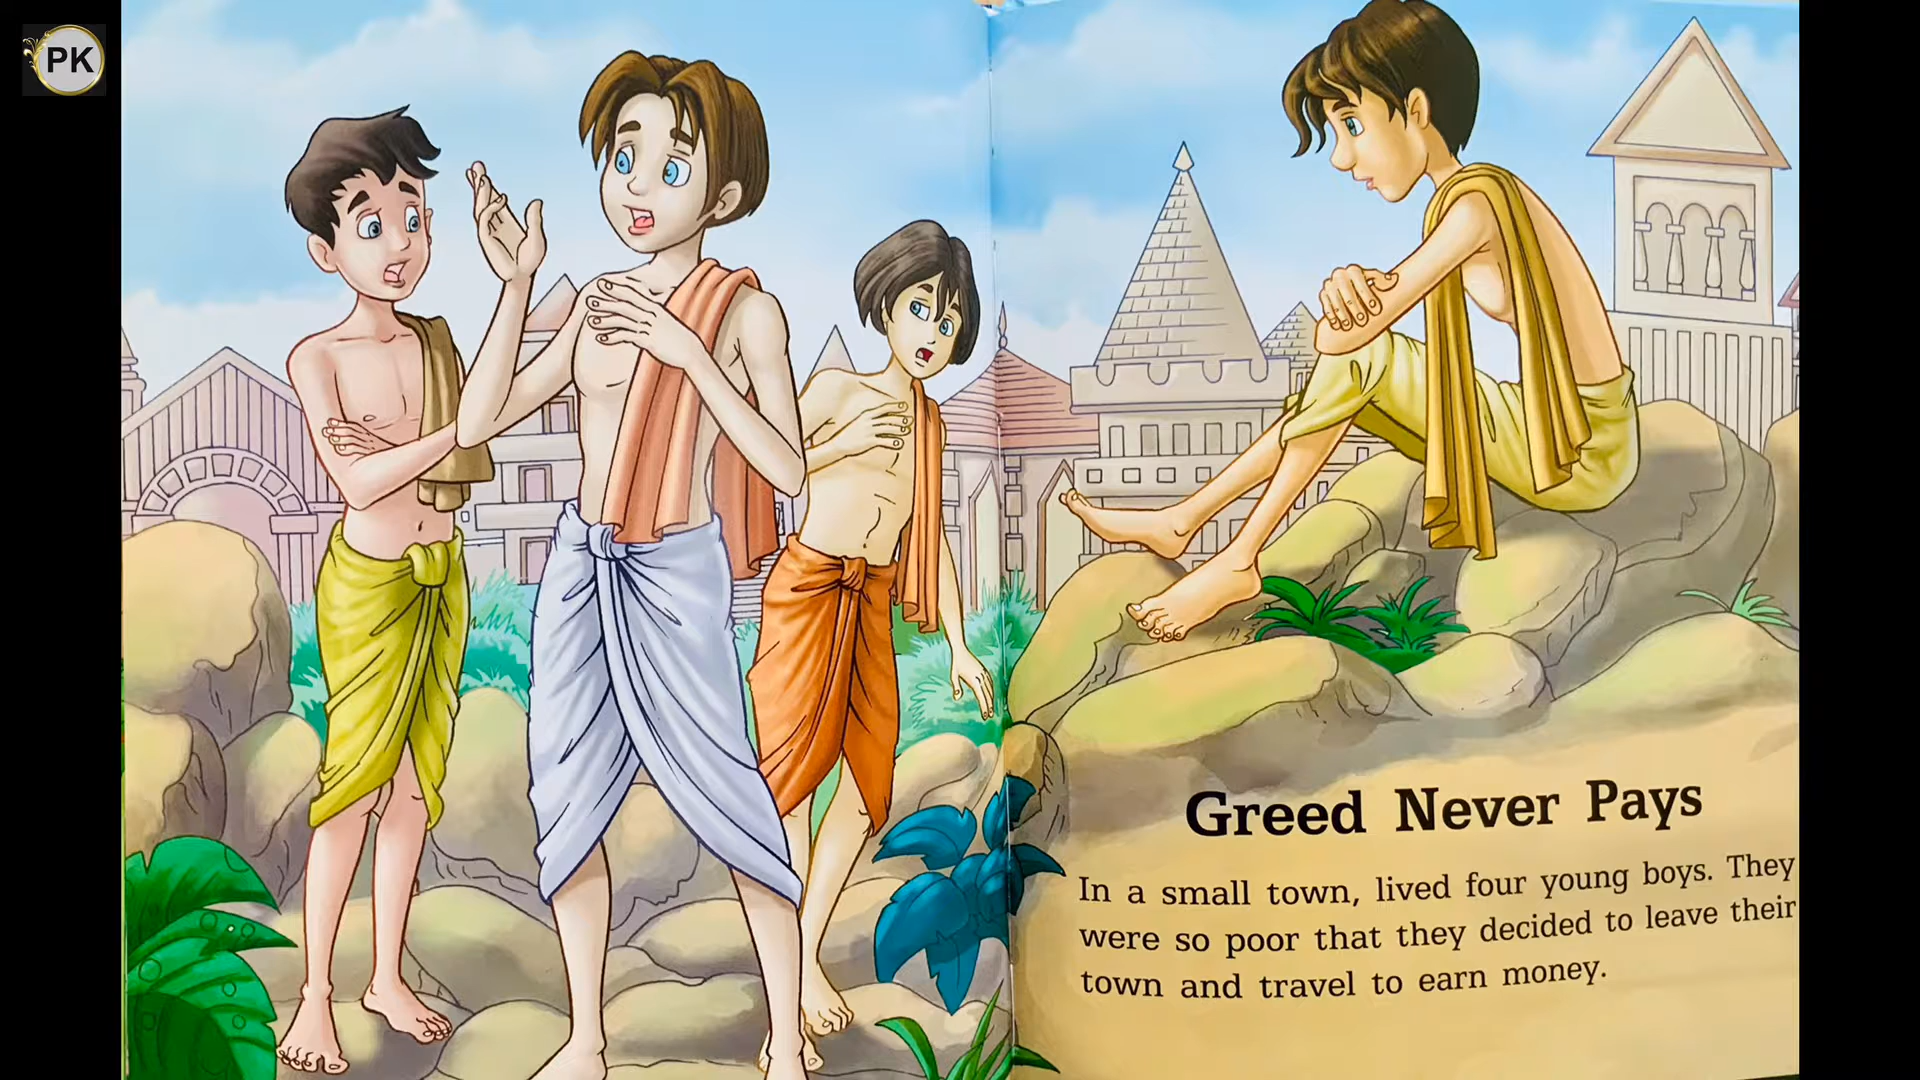 PK
Greed Never Pays
In a small town, lived four young boys. They
were so poor that they decided to leave their
town and travel to earn money.